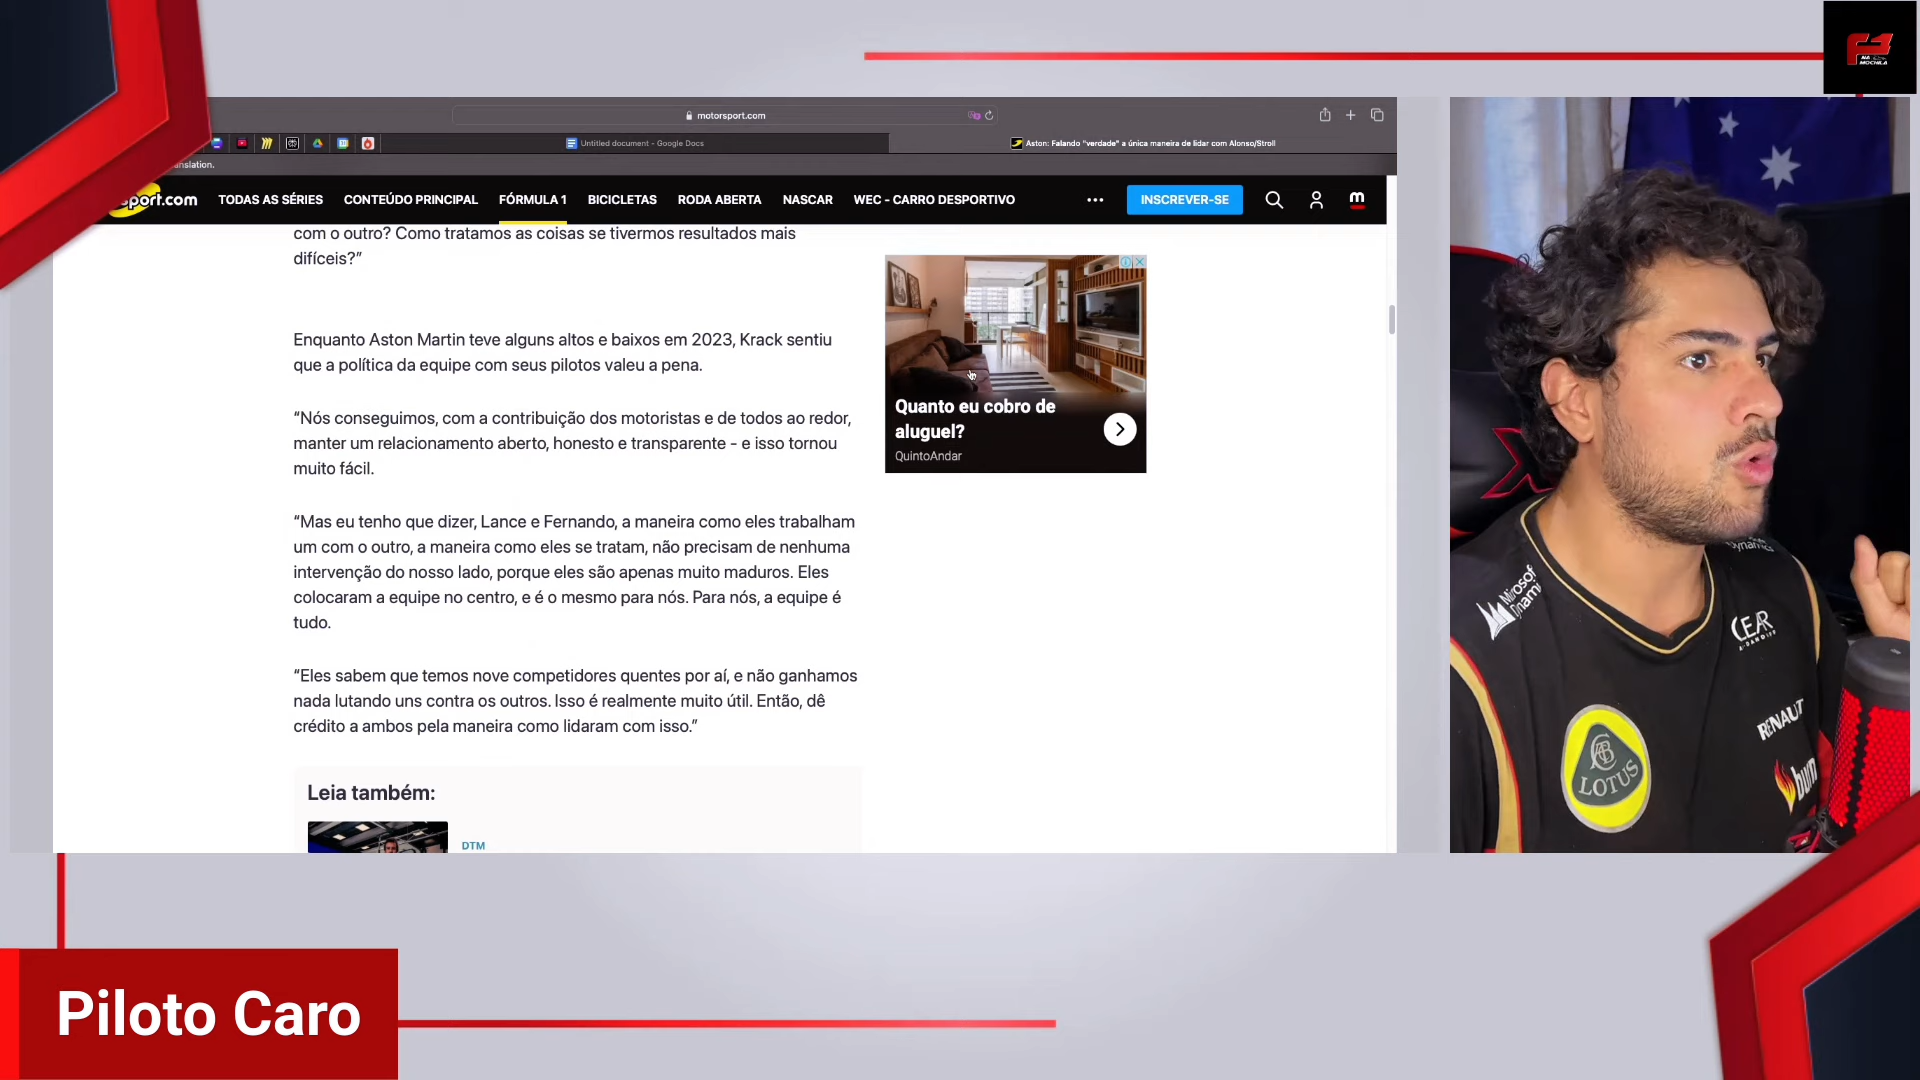 F1
NA
MOCHILA
motorsport.com
Untitled document - Google Docs
Aston: Falando "verdade" a única maneira de lidar com Alonso/Stroll
anslation.
sport.com TODAS AS SÉRIES CONTEÚDO PRINCIPAL FÓRMULA 1 BICICLETAS RODA ABERTA NASCAR WEC - CARRO DESPORTIVO ··· INSCREVER-SE m
com o outro? Como tratamos as coisas se tivermos resultados mais
difíceis?”
Enquanto Aston Martin teve alguns altos e baixos em 2023, Krack sentiu
que a política da equipe com seus pilotos valeu a pena.
“Nós conseguimos, com a contribuição dos motoristas e de todos ao redor,
manter um relacionamento aberto, honesto e transparente - e isso tornou
muito fácil.
“Mas eu tenho que dizer, Lance e Fernando, a maneira como eles trabalham
um com o outro, a maneira como eles se tratam, não precisam de nenhuma
intervenção do nosso lado, porque eles são apenas muito maduros. Eles
colocaram a equipe no centro, e é o mesmo para nós. Para nós, a equipe é
tudo.
“Eles sabem que temos nove competidores quentes por aí, e não ganhamos
nada lutando uns contra os outros. Isso é realmente muito útil. Então, dê
crédito a ambos pela maneira como lidaram com isso.”
Leia também:
DTM
Quanto eu cobro de
aluguel?
QuintoAndar
Microsof
Dynami
CLEAR
RENAULT
LOTUS
burn
Piloto Caro